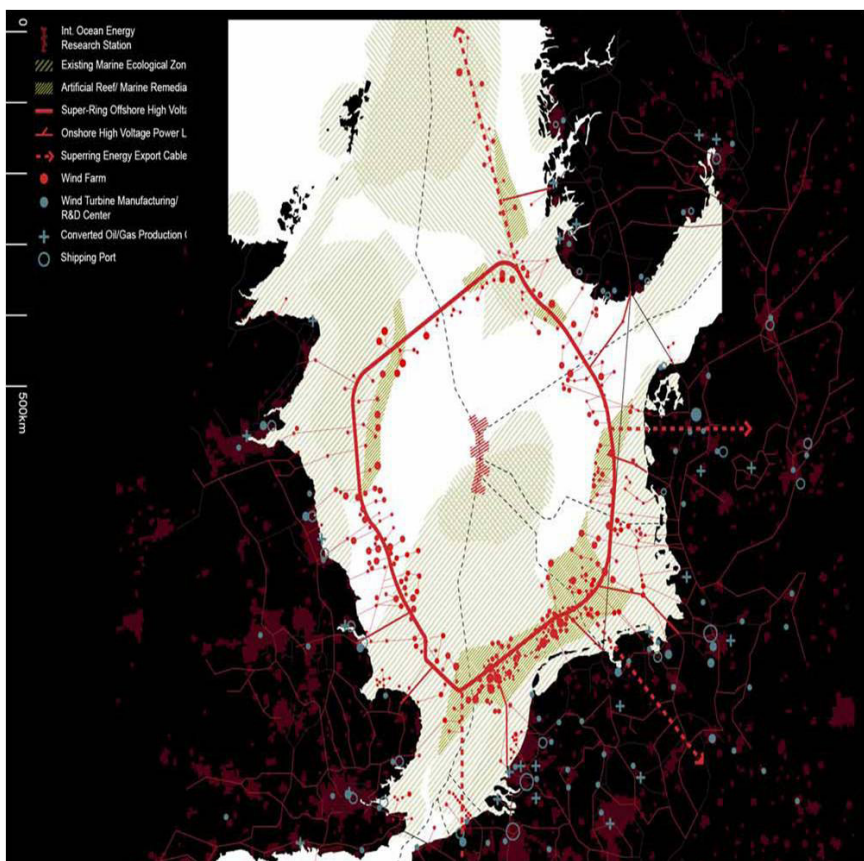 0
500km
Int. Ocean Energy
Research Station
Existing Marine Ecological Zon
Artificial Reef/ Marine Remedia
Super-Ring Offshore High Volta
Onshore High Voltage Power L
Superring Energy Export Cable
Wind Farm
Wind Turbine Manufacturing/
R&D Center
Converted Oil/Gas Production
Shipping Port